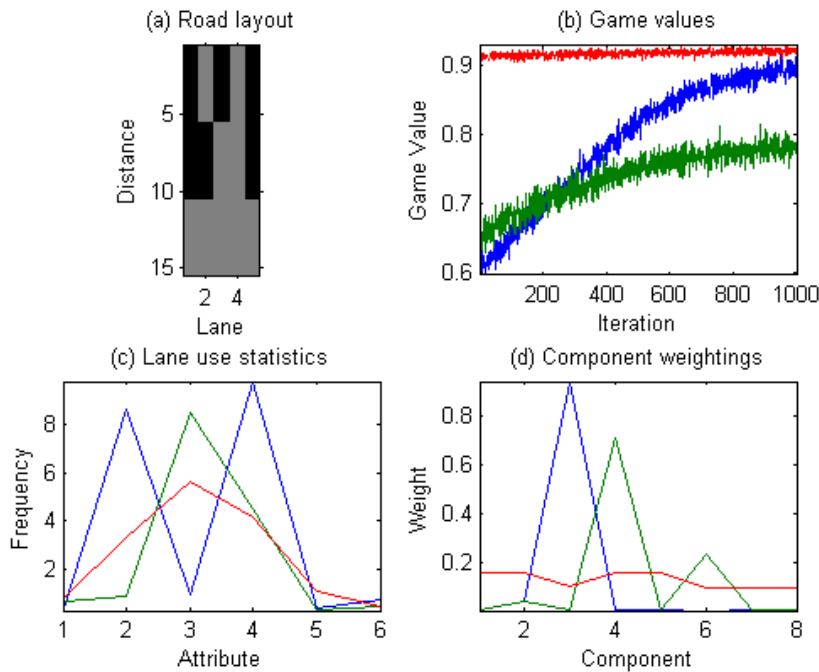 (a) Road layout
Distance
5
10
15
2 4
Lane
(b) Game values
Game Value
0.9
0.8
0.7
0.6
200 400 600 800 1000
Iteration
(c) Lane use statistics
Frequency
8
6
4
2
1 2 3 4 5 6
Attribute
(d) Component weightings
Weight
0.8
0.6
0.4
0.2
2 4 6 8
Component